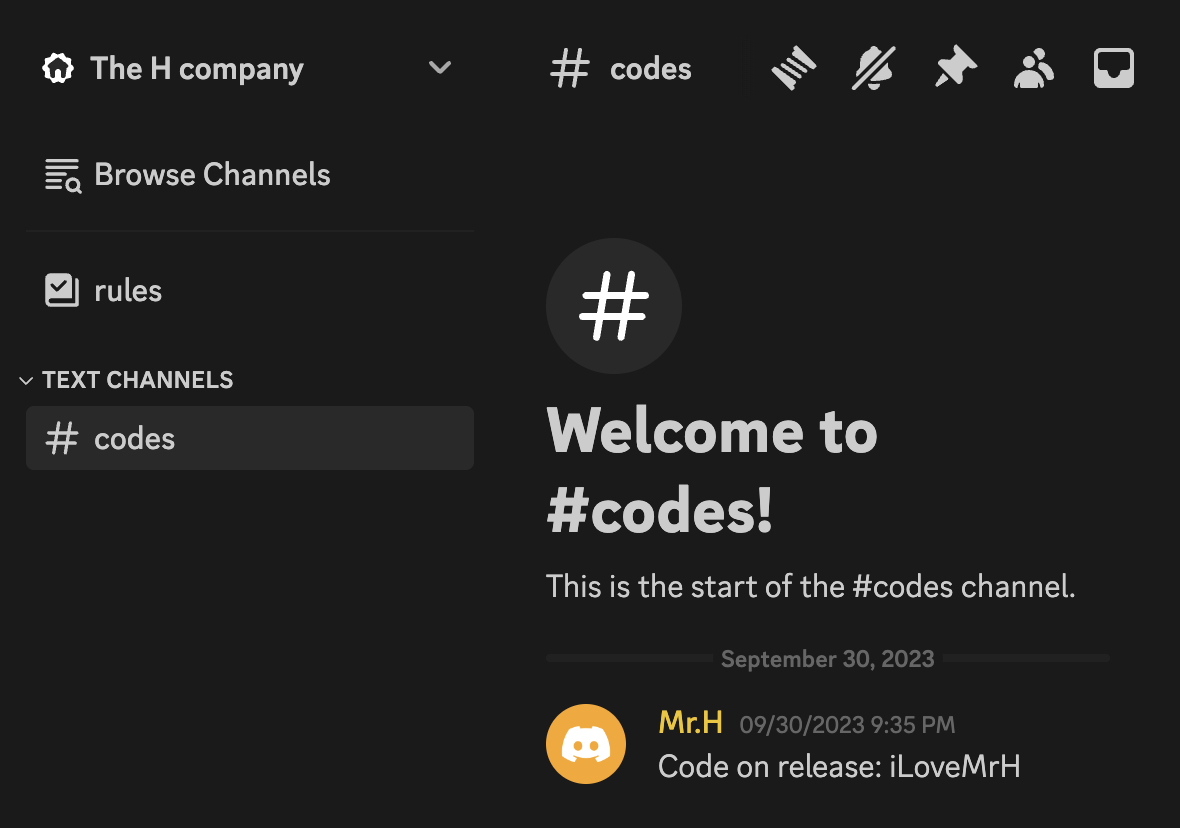 The H company
Browse Channels
rules
TEXT CHANNELS
codes
codes
Welcome to
#codes!
This is the start of the #codes channel.
September 30, 2023
Mr.H 09/30/2023 9:35 PM
Code on release: iLoveMrH